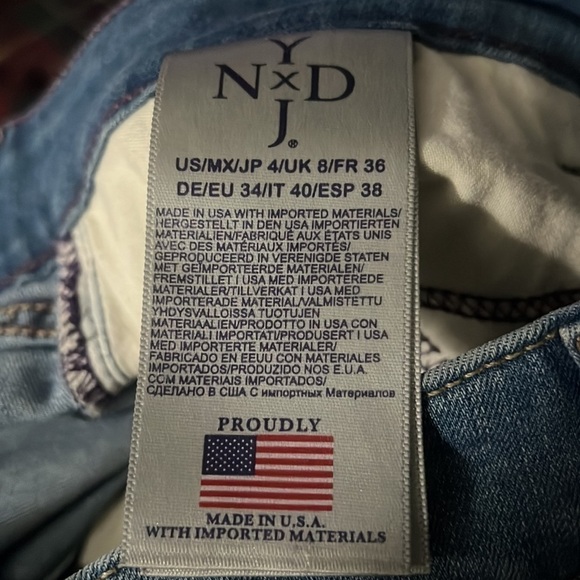 Y
N×D
J®
US/MX/JP 4/UK 8/FR 36
DE/EU 34/IT 40/ESP 38
MADE IN USA WITH IMPORTED MATERIALS/
HERGESTELLT IN DEN USA IMPORTIERTEN
MATERIALIEN/FABRIQUÉ AUX ÉTATS UNIS
AVEC DES MATÉRIAUX IMPORTÉS/
GEPRODUCEERD IN VERENIGDE STATEN
MET GEÏMPORTEERDE MATERIALEN/
FREMSTILLET I USA MED IMPORTEREDE
MATERIALER/TILLVERKAT I USA MED
IMPORTERADE MATERIAL/VALMISTETTU
YHDYSVALLOISSA TUOTUJEN
MATERIAALIEN/PRODOTTO IN USA CON
MATERIALI IMPORTATI/PRODUSERT I USA
MED IMPORTERTE MATERIALER/
FABRICADO EN EEUU CON MATERIALES
IMPORTADOS/PRODUZIDO NOS E.U.A.
COM MATERIAIS IMPORTADOS/
СДЕЛАНО В США С импортных Материалов
PROUDLY
MADE IN U.S.A.
WITH IMPORTED MATERIALS